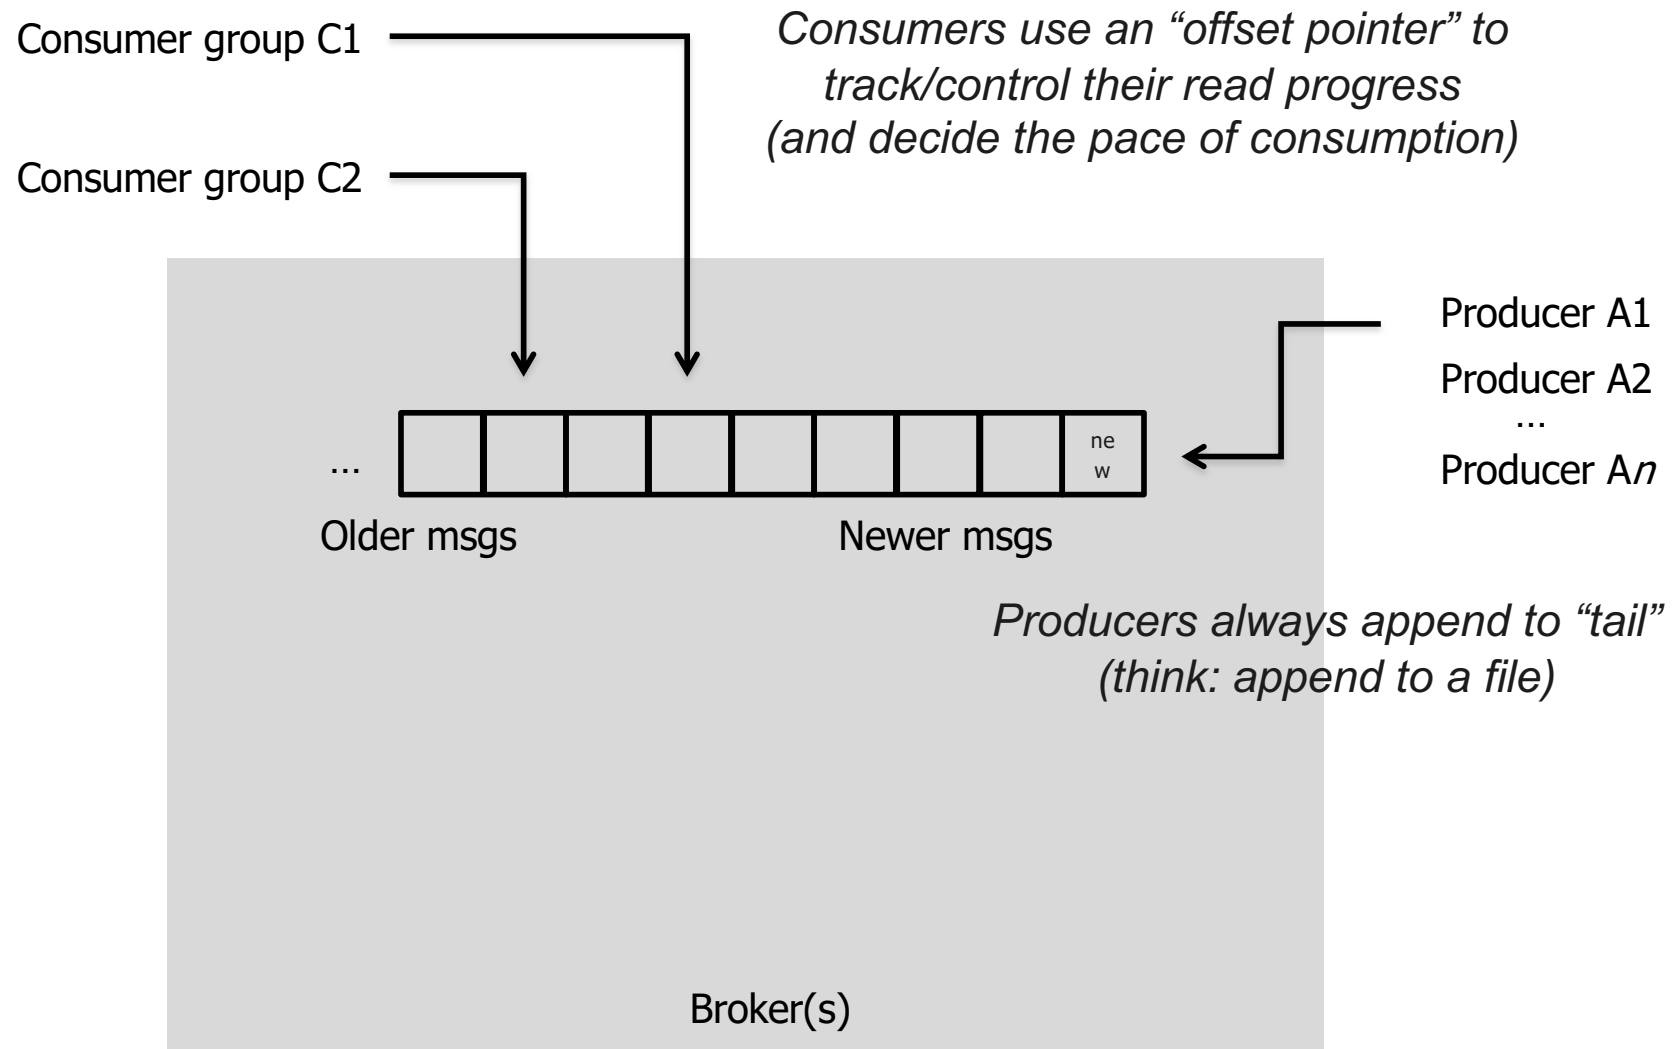 Consumer group C1
Consumers use an “offset pointer” to
track/control their read progress
(and decide the pace of consumption)
Consumer group C2
Producer A1
Producer A2
...
Producer An
ne
w
...
Older msgs
Newer msgs
Producers always append to “tail”
(think: append to a file)
Broker(s)